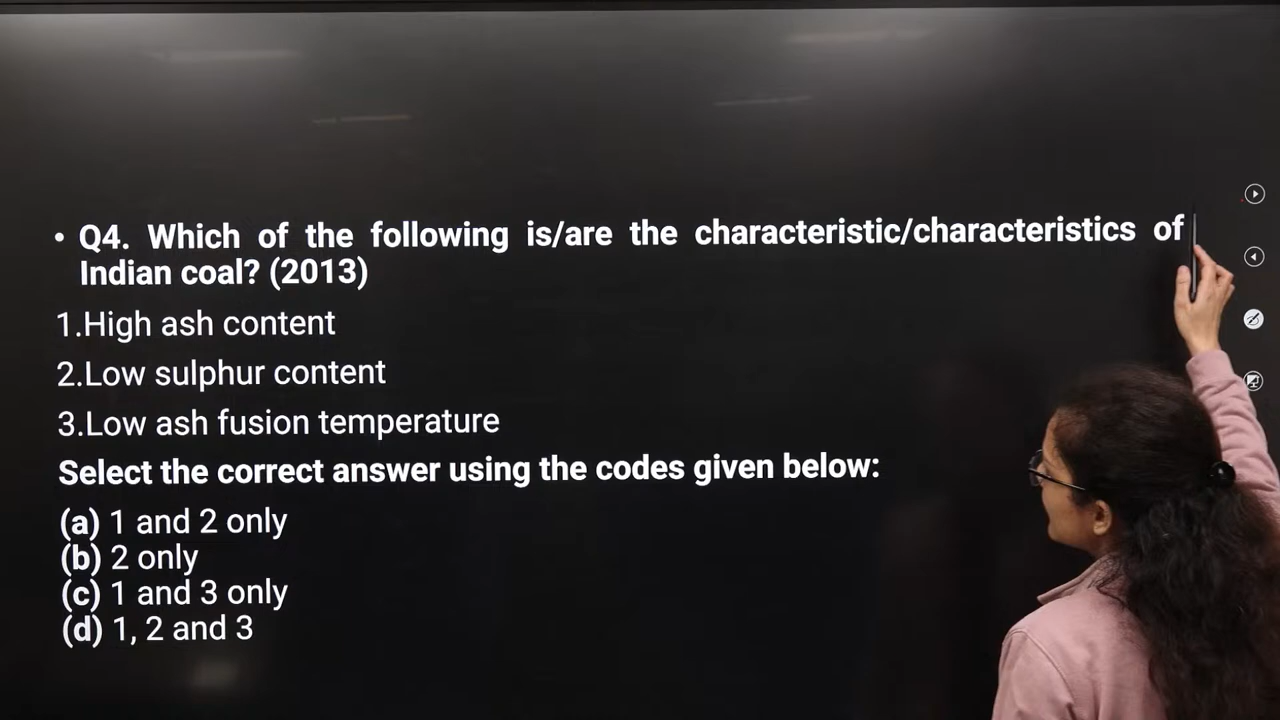 • Q4. Which of the following is/are the characteristic/characteristics of
Indian coal? (2013)
1.High ash content
2.Low sulphur content
3.Low ash fusion temperature
Select the correct answer using the codes given below:
(a) 1 and 2 only
(b) 2 only
(c) 1 and 3 only
(d) 1, 2 and 3